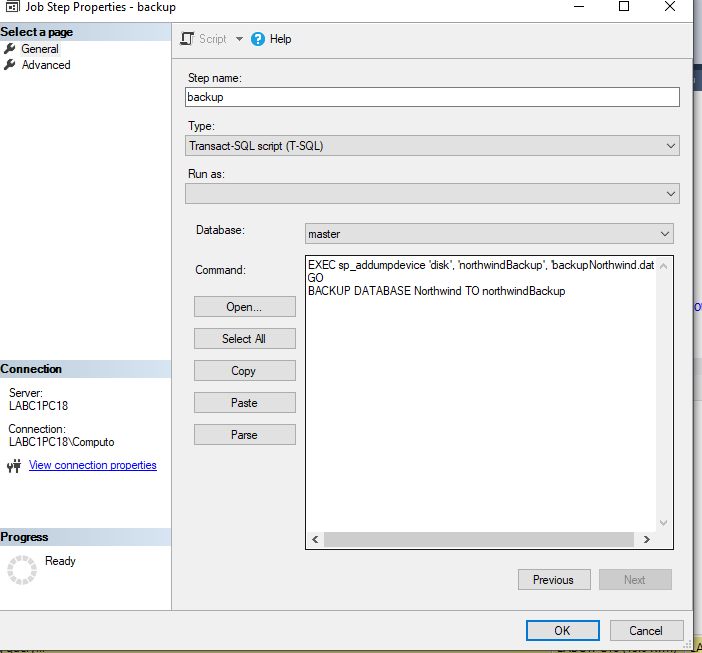 Job Step Properties - backup
Select a page
General
Advanced
Script
Help
Step name:
backup
Type:
Transact-SQL script (T-SQL)
Run as:
Database:
master
Command:
EXEC sp_addumpdevice 'disk', 'northwindBackup', 'backupNorthwind.dat
GO
BACKUP DATABASE Northwind TO northwindBackup
Open...
Select All
Copy
Paste
Parse
Connection
Server:
LABC1PC18
Connection:
LABC1PC18\Computo
View connection properties
Progress
Ready
Previous
Next
OK
Cancel